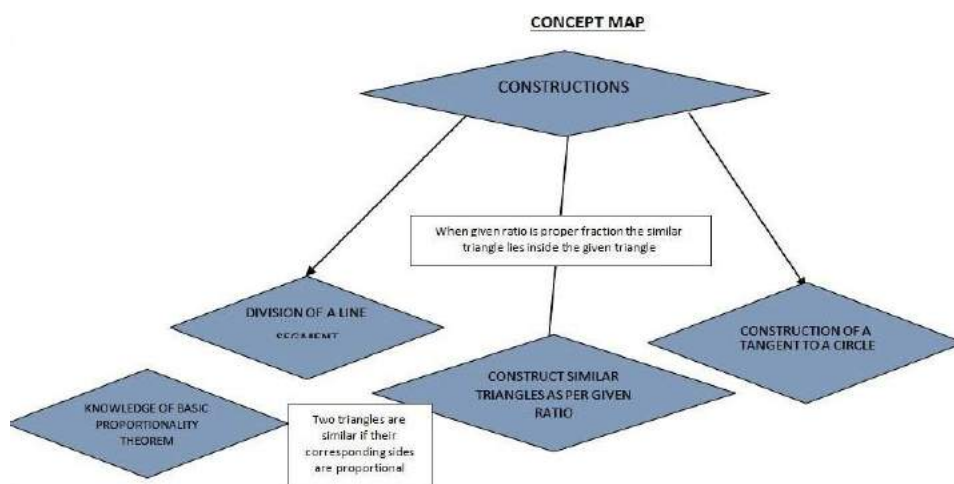 CONCEPT MAP
CONSTRUCTIONS
When given ratio is proper fraction the similar
triangle lies inside the given triangle
DIVISION OF A LINE
SEGMENT
CONSTRUCTION OF A
TANGENT TO A CIRCLE
CONSTRUCT SIMILAR
TRIANGLES AS PER GIVEN
RATIO
KNOWLEDGE OF BASIC
PROPORTIONALITY
THEOREM
Two triangles are
similar if their
corresponding sides
are proportional